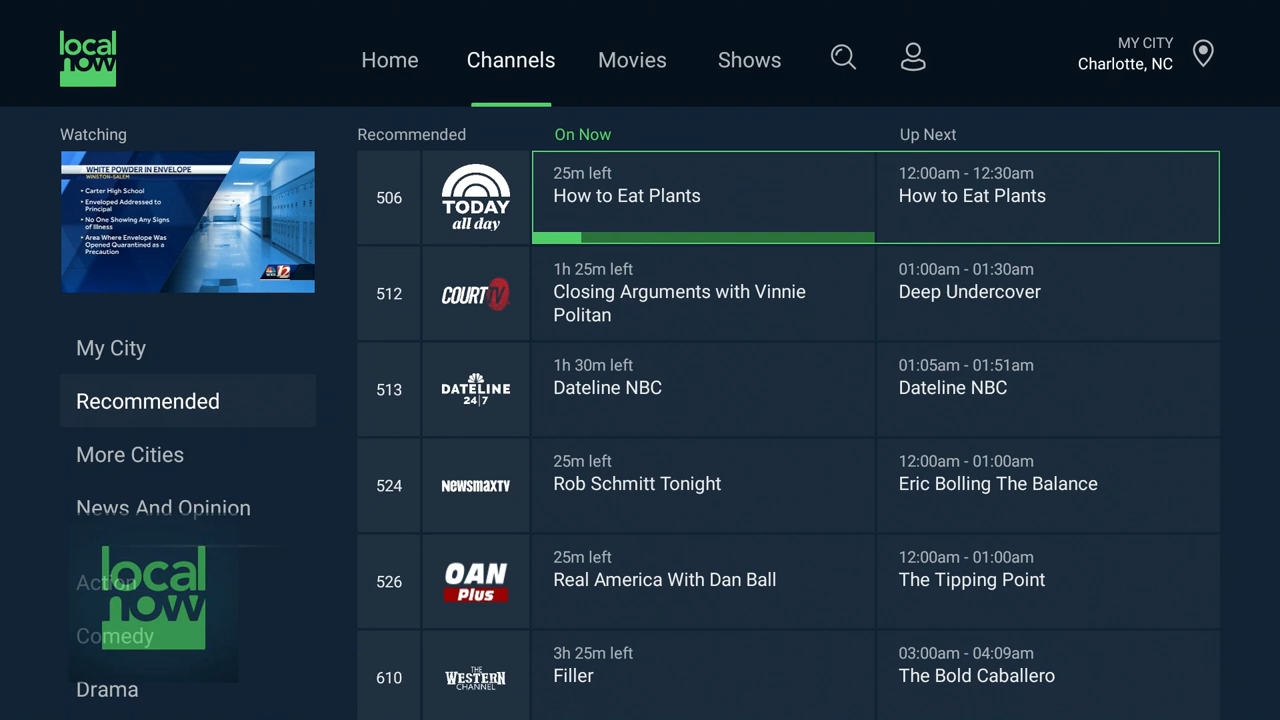 local
now
Home
Channels
Movies
Shows
MY CITY
Charlotte, NC
Watching
WHITE POWDER IN ENVELOPE
WINSTON-SALEM
Carter High School
Enveloped Addressed to
Principal
No One Showing Any Signs
of Illness
Area Where Envelope Was
Opened Quarantined as a
Precaution
12
My City
Recommended
More Cities
News And Opinion
Action
Comedy
Drama
local
now
Recommended
On Now
Up Next
506
TODAY
all day
25m left
How to Eat Plants
12:00am - 12:30am
How to Eat Plants
512
COURT TV
1h 25m left
Closing Arguments with Vinnie
Politan
01:00am - 01:30am
Deep Undercover
513
DATELINE
24|7
1h 30m left
Dateline NBC
01:05am - 01:51am
Dateline NBC
524
NEWSMAXTV
25m left
Rob Schmitt Tonight
12:00am - 01:00am
Eric Bolling The Balance
526
OAN
Plus
25m left
Real America With Dan Ball
12:00am - 01:00am
The Tipping Point
610
THE
WESTERN
CHANNEL
3h 25m left
Filler
03:00am - 04:09am
The Bold Caballero